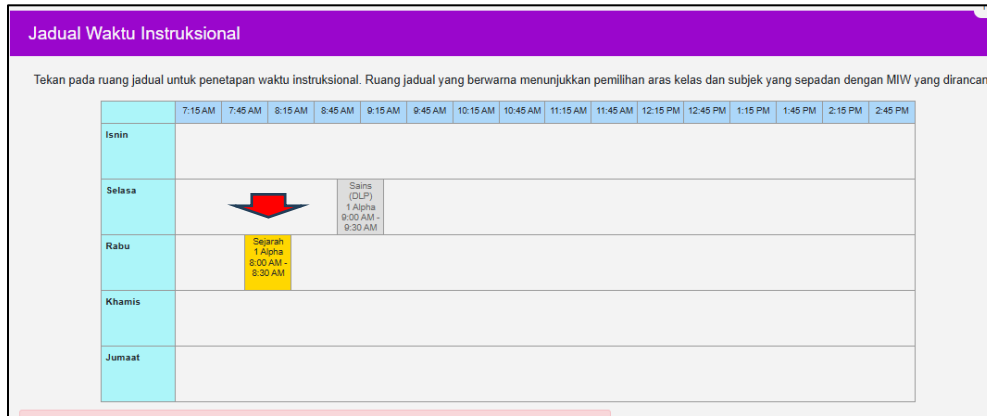 Jadual Waktu Instruksional
Tekan pada ruang jadual untuk penetapan waktu instruksional. Ruang jadual yang berwarna menunjukkan pemilihan aras kelas dan subjek yang sepadan dengan MIW yang dirancan
7:15 AM 7:45 AM 8:15 AM 8:45 AM 9:15 AM 9:45 AM 10:15 AM 10:45 AM 11:15 AM 11:45 AM 12:15 PM 12:45 PM 1:15 PM 1:45 PM 2:15 PM 2:45 PM
Isnin
Selasa
Sains
(DLP)
1 Alpha
9:00 AM -
9:30 AM
Rabu
Sejarah
1 Alpha
8:00 AM -
8:30 AM
Khamis
Jumaat